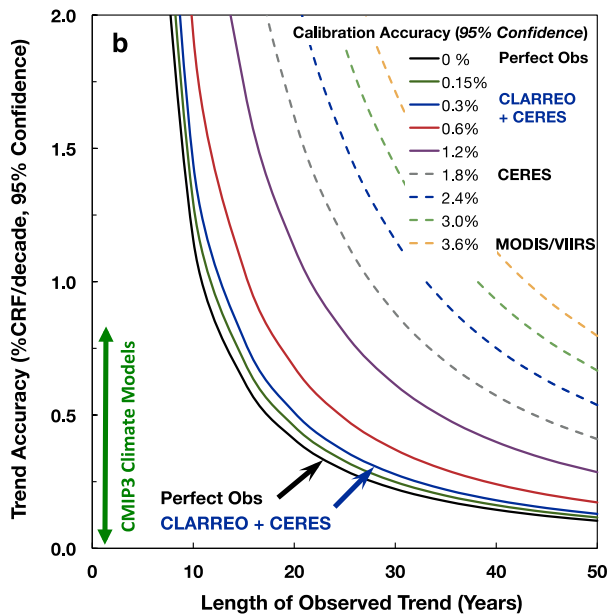 b
Calibration Accuracy (95% Confidence)
0 % Perfect Obs
0.15%
0.3% CLARREO
+ CERES
0.6%
1.2%
1.8% CERES
2.4%
3.0%
3.6% MODIS/VIIRS
Trend Accuracy (%CRF/decade, 95% Confidence)
2.0
1.5
1.0
0.5
0.0
CMIP3 Climate Models
Perfect Obs
CLARREO + CERES
0 10 20 30 40 50
Length of Observed Trend (Years)